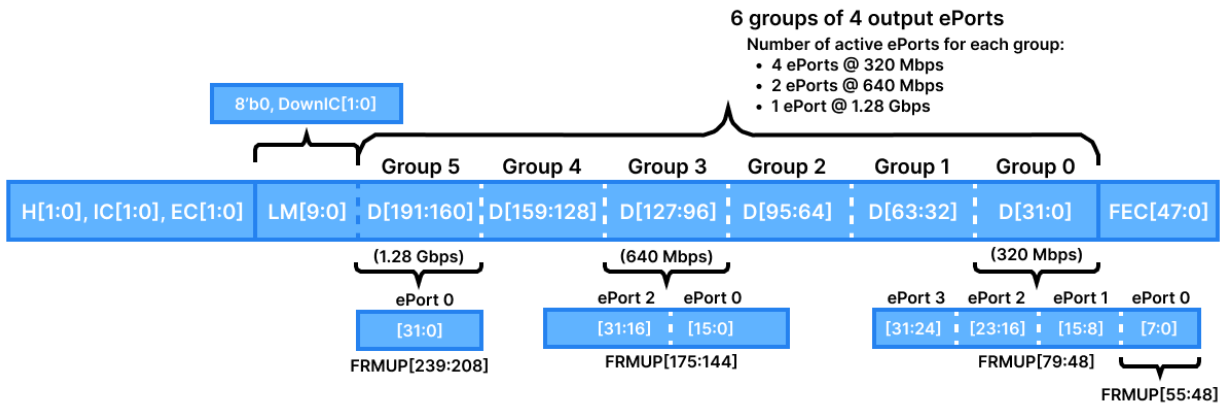 6 groups of 4 output ePorts
Number of active ePorts for each group:
• 4 ePorts @ 320 Mbps
• 2 ePorts @ 640 Mbps
• 1 ePort @ 1.28 Gbps
8'b0, DownIC[1:0]
Group 5 Group 4 Group 3 Group 2 Group 1 Group 0
H[1:0], IC[1:0], EC[1:0] LM[9:0] D[191:160] D[159:128] D[127:96] D[95:64] D[63:32] D[31:0] FEC[47:0]
(1.28 Gbps) (640 Mbps) (320 Mbps)
ePort 0 ePort 2 ePort 0 ePort 3 ePort 2 ePort 1 ePort 0
[31:0] [31:16] [15:0] [31:24] [23:16] [15:8] [7:0]
FRMUP[239:208] FRMUP[175:144] FRMUP[79:48]
FRMUP[55:48]